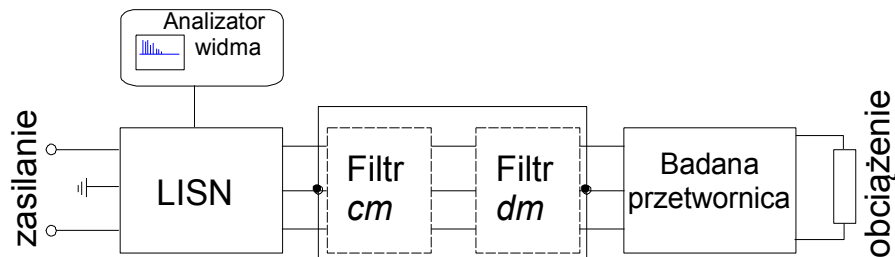 Analizator
widma
zasilanie
LISN
Filtr
cm
Filtr
dm
Badana
przetwornica
obciążenie